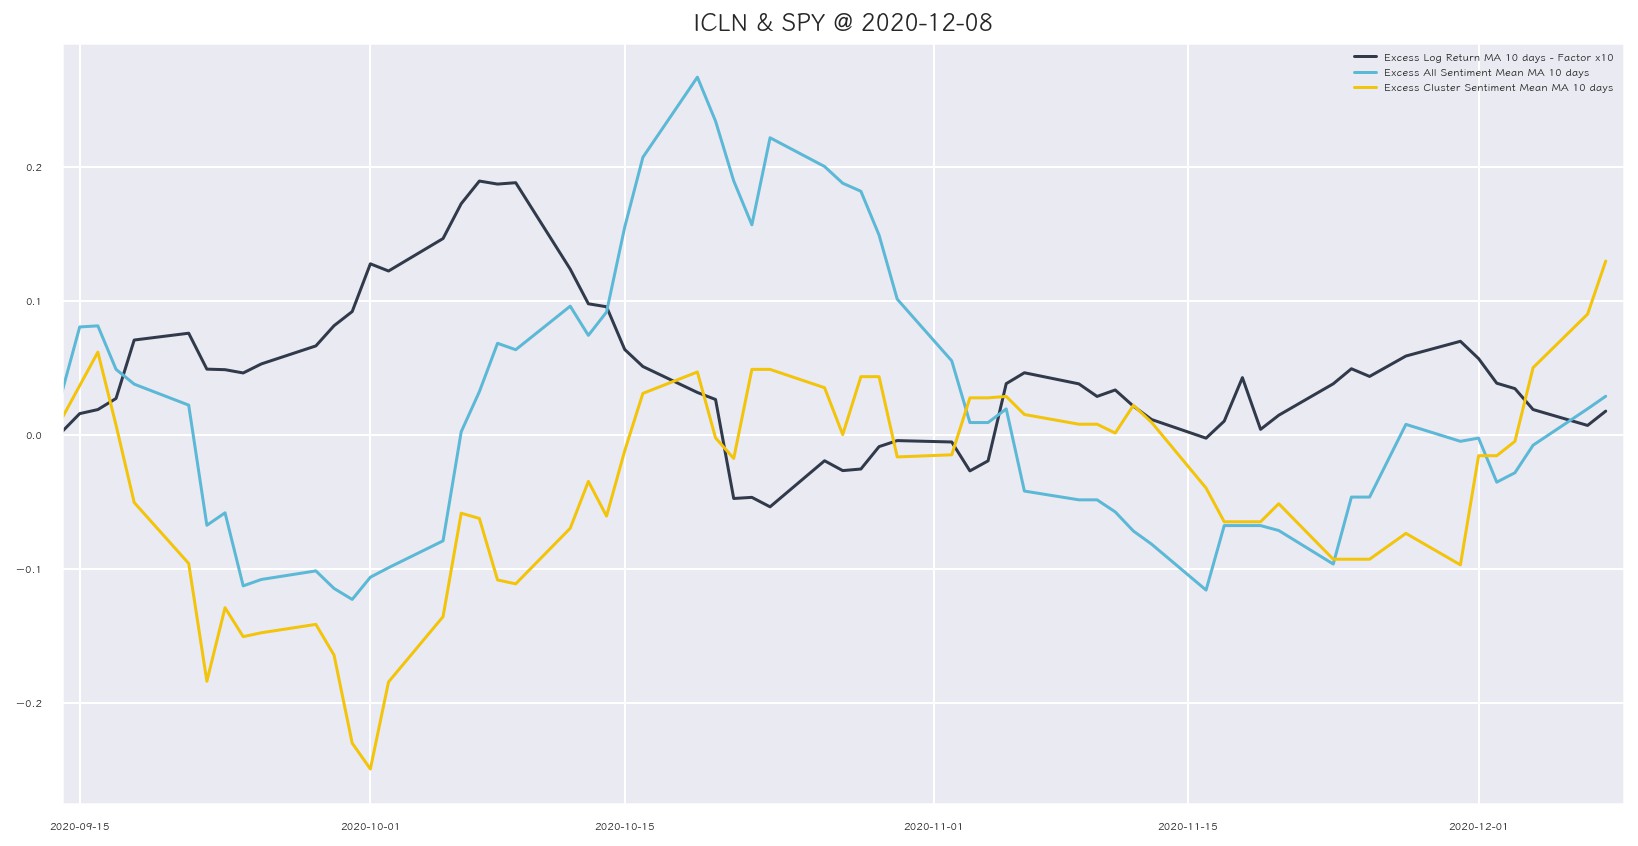 ICLN & SPY @ 2020-12-08
Excess Log Return MA 10 days - Factor x10
Excess All Sentiment Mean MA 10 days
Excess Cluster Sentiment Mean MA 10 days
0.2
0.1
0.0
−0.1
−0.2
2020-09-15
2020-10-01
2020-10-15
2020-11-01
2020-11-15
2020-12-01